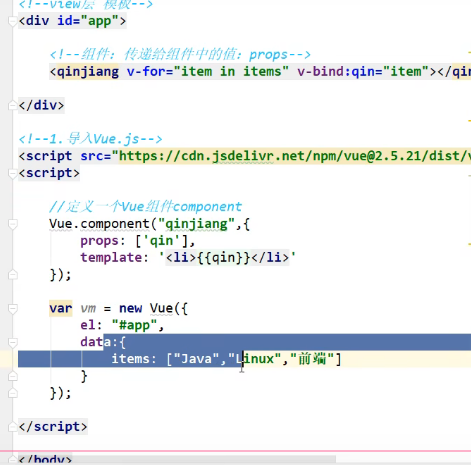 <!--view层 模板-->
<div id="app">
<!--组件：传递给组件中的值：props-->
<qinjiang v-for="item in items" v-bind:qin="item"></qin
</div>
<!--1.导入Vue.js-->
<script src="https://cdn.jsdelivr.net/npm/vue@2.5.21/dist/v
<script>
//定义一个Vue组件component
Vue.component("qinjiang",{
props: ['qin'],
template: '<li>{{qin}}</li>'
});
var vm = new Vue({
el: "#app",
data:{
items: ["Java","Linux","前端"]
}
});
</script>
</body>